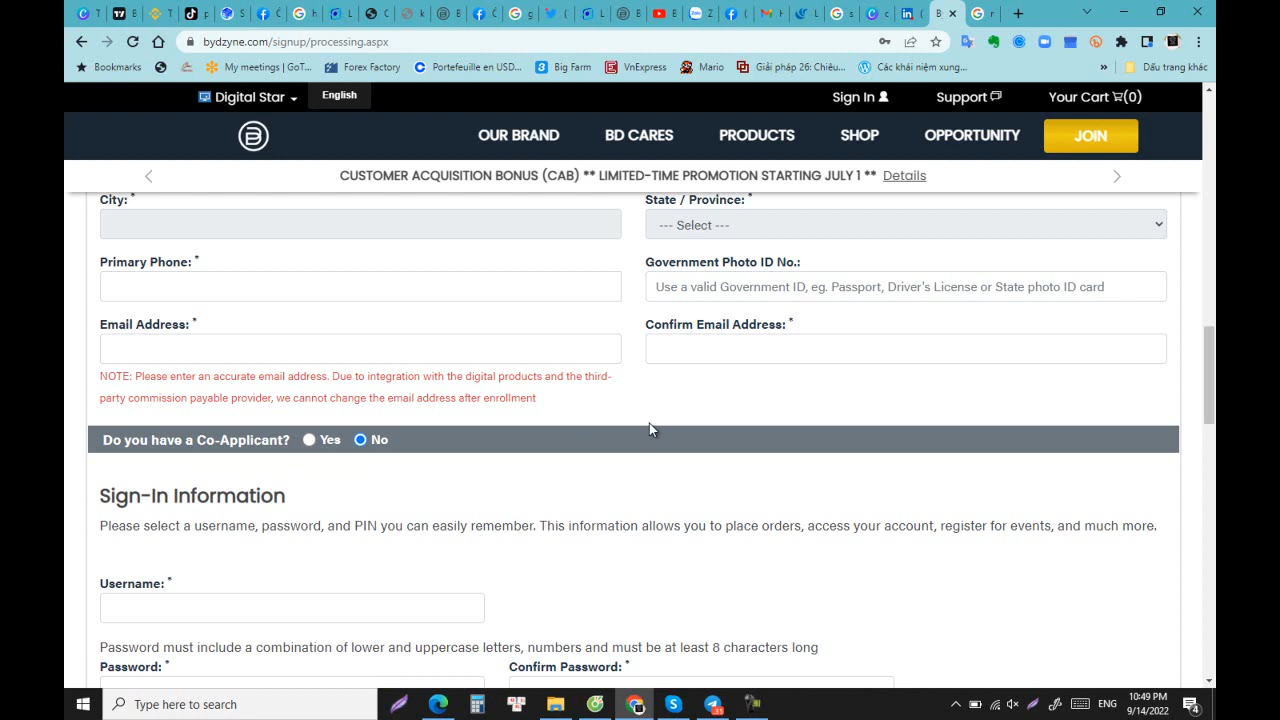 bydzyne.com/signup/processing.aspx
Bookmarks
My meetings | GoT...
Forex Factory
Portefeuille en USD...
Big Farm
VnExpress
Mario
Giải pháp 26: Chiêu...
Các khái niệm xung...
»
Dấu trang khác
Digital Star
English
Sign In
Support
Your Cart (0)
OUR BRAND
BD CARES
PRODUCTS
SHOP
OPPORTUNITY
JOIN
CUSTOMER ACQUISITION BONUS (CAB) ** LIMITED-TIME PROMOTION STARTING JULY 1 ** Details
City: *
State / Province: *
--- Select ---
Primary Phone: *
Government Photo ID No.:
Use a valid Government ID, eg. Passport, Driver's License or State photo ID card
Email Address: *
Confirm Email Address: *
NOTE: Please enter an accurate email address. Due to integration with the digital products and the third-
party commission payable provider, we cannot change the email address after enrollment
Do you have a Co-Applicant? Yes No
Sign-In Information
Please select a username, password, and PIN you can easily remember. This information allows you to place orders, access your account, register for events, and much more.
Username: *
Password must include a combination of lower and uppercase letters, numbers and must be at least 8 characters long
Password: *
Confirm Password: *
Type here to search
ENG
10:49 PM
9/14/2022